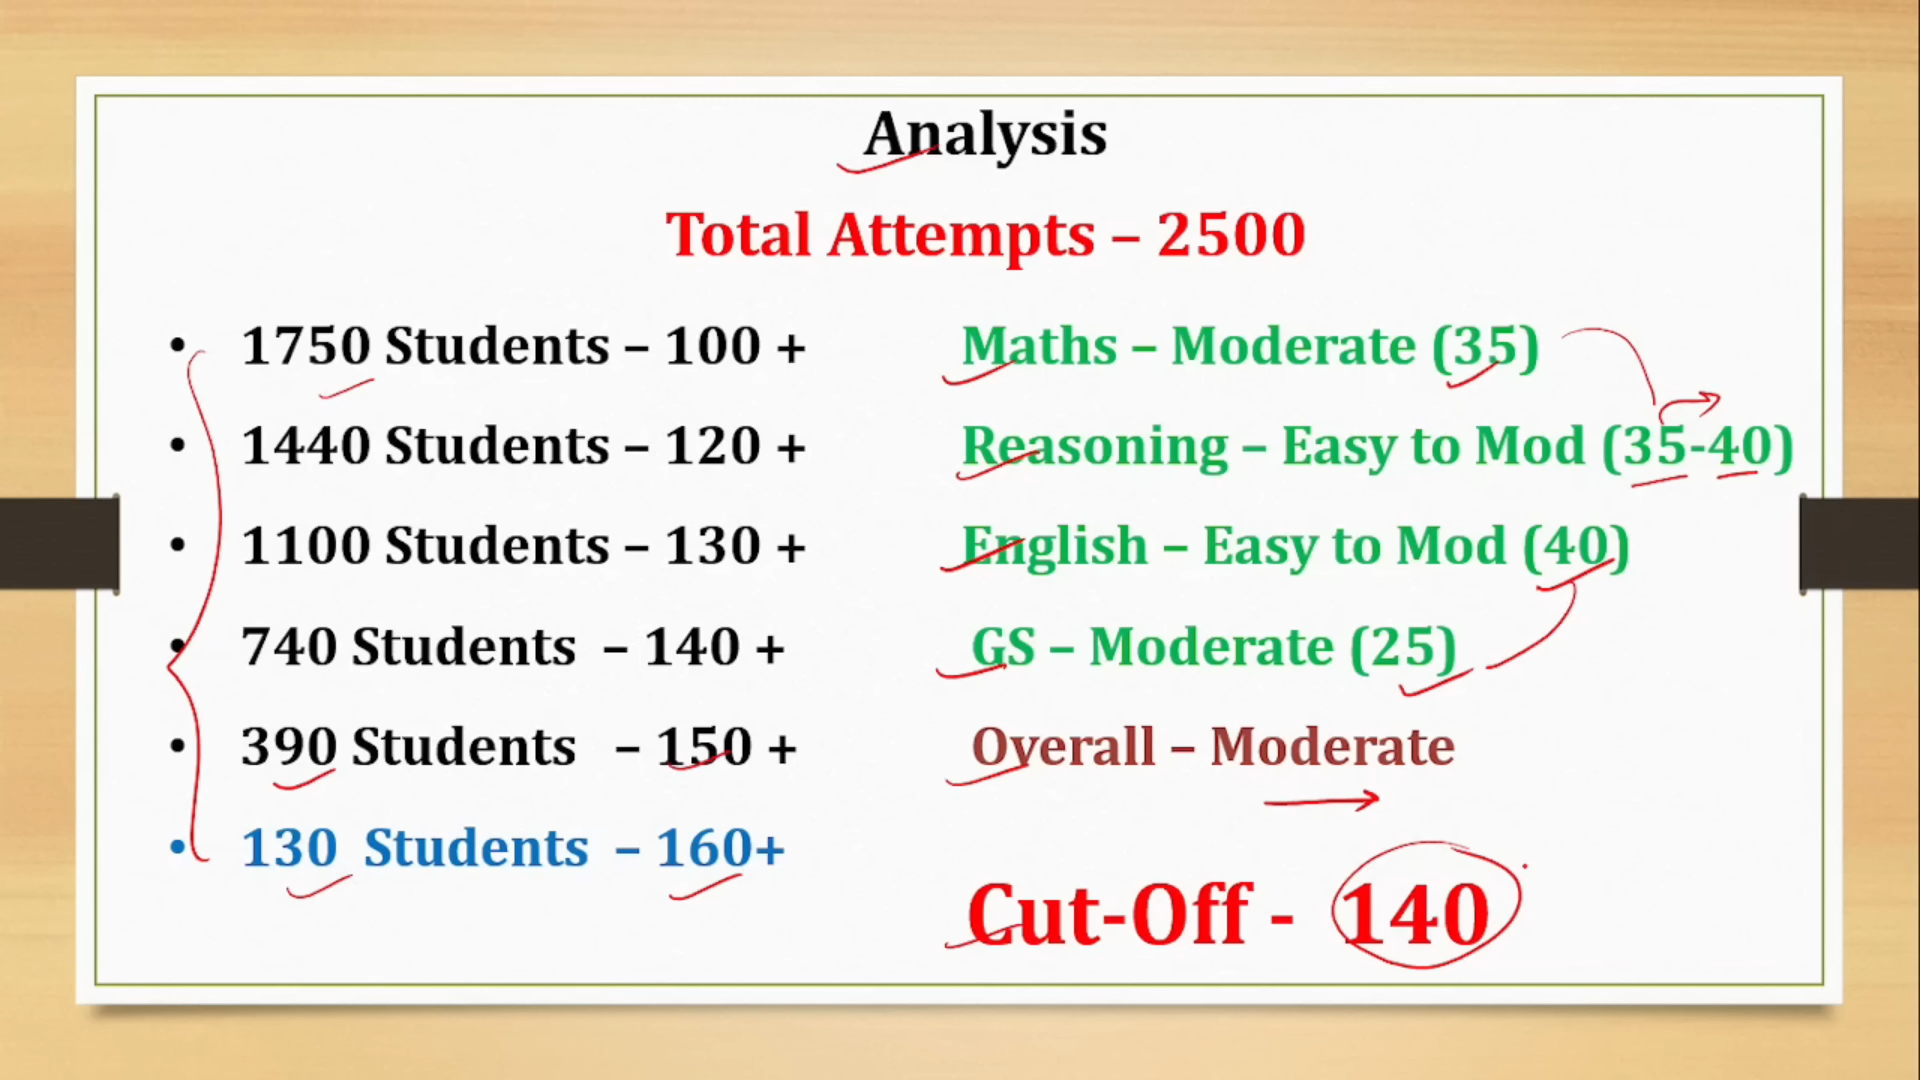 Analysis
Total Attempts – 2500
• 1750 Students – 100 +
• 1440 Students – 120 +
• 1100 Students – 130 +
• 740 Students – 140 +
• 390 Students – 150 +
• 130 Students – 160+
Maths – Moderate (35)
Reasoning – Easy to Mod (35-40)
English – Easy to Mod (40)
GS – Moderate (25)
Overall – Moderate
Cut-Off - 140